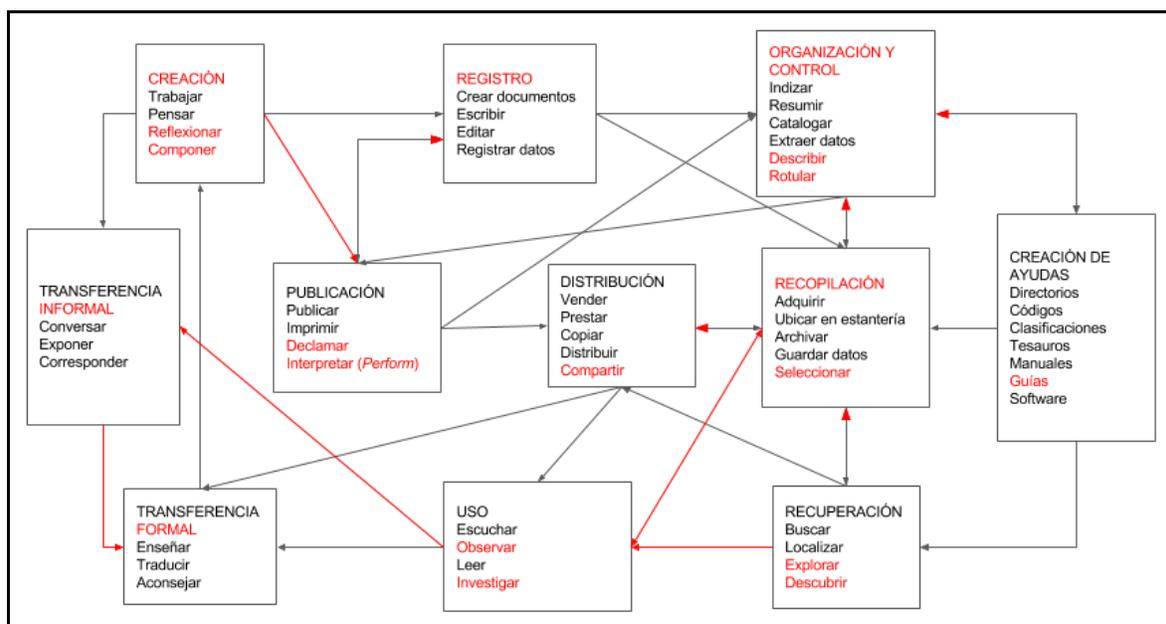 CREACIÓN
Trabajar
Pensar
Reflexionar
Componer
REGISTRO
Crear documentos
Escribir
Editar
Registrar datos
ORGANIZACIÓN Y
CONTROL
Indizar
Resumir
Catalogar
Extraer datos
Describir
Rotular
TRANSFERENCIA
INFORMAL
Conversar
Exponer
Corresponder
PUBLICACIÓN
Publicar
Imprimir
Declamar
Interpretar (Perform)
DISTRIBUCIÓN
Vender
Prestar
Copiar
Distribuir
Compartir
RECOPILACIÓN
Adquirir
Ubicar en estantería
Archivar
Guardar datos
Seleccionar
CREACIÓN DE
AYUDAS
Directorios
Códigos
Clasificaciones
Tesauros
Manuales
Guías
Software
TRANSFERENCIA
FORMAL
Enseñar
Traducir
Aconsejar
USO
Escuchar
Observar
Leer
Investigar
RECUPERACIÓN
Buscar
Localizar
Explorar
Descubrir